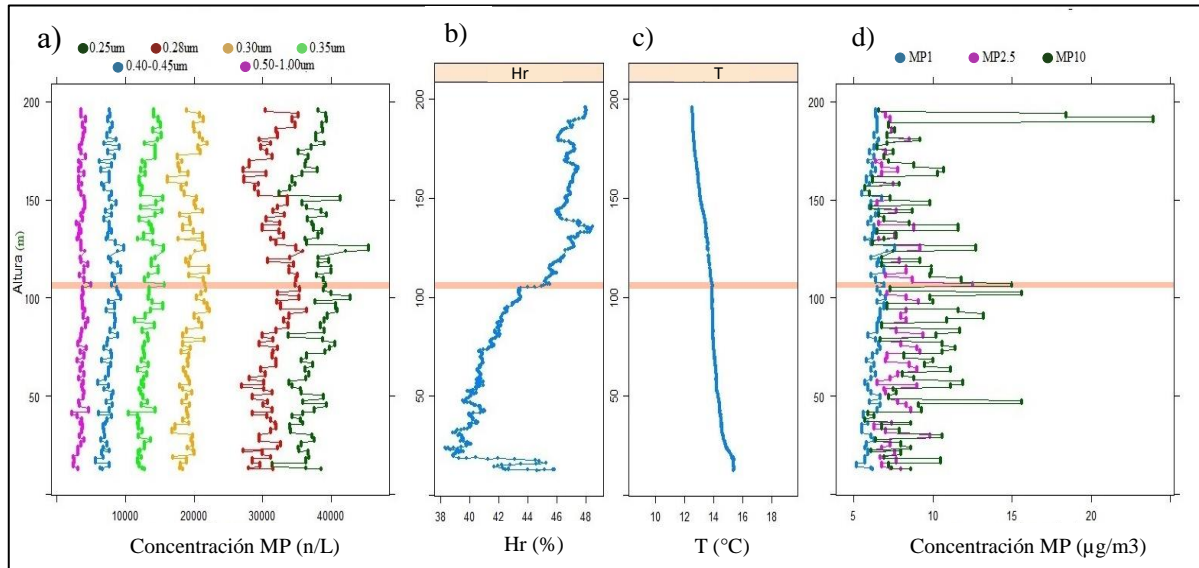 a)
0.25um 0.28um 0.30um 0.35um
0.40-0.45um 0.50-1.00um
b)
Hr
c)
T
d)
MP1 MP2.5 MP10
Altura (m)
200
150
100
50
10000 20000 30000 40000
Concentración MP (n/L)
200
150
100
50
0
38 40 42 44 46 48
Hr (%)
200
150
100
50
0
10 12 14 16 18
T (°C)
200
150
100
50
5 10 15 20
Concentración MP (µg/m3)